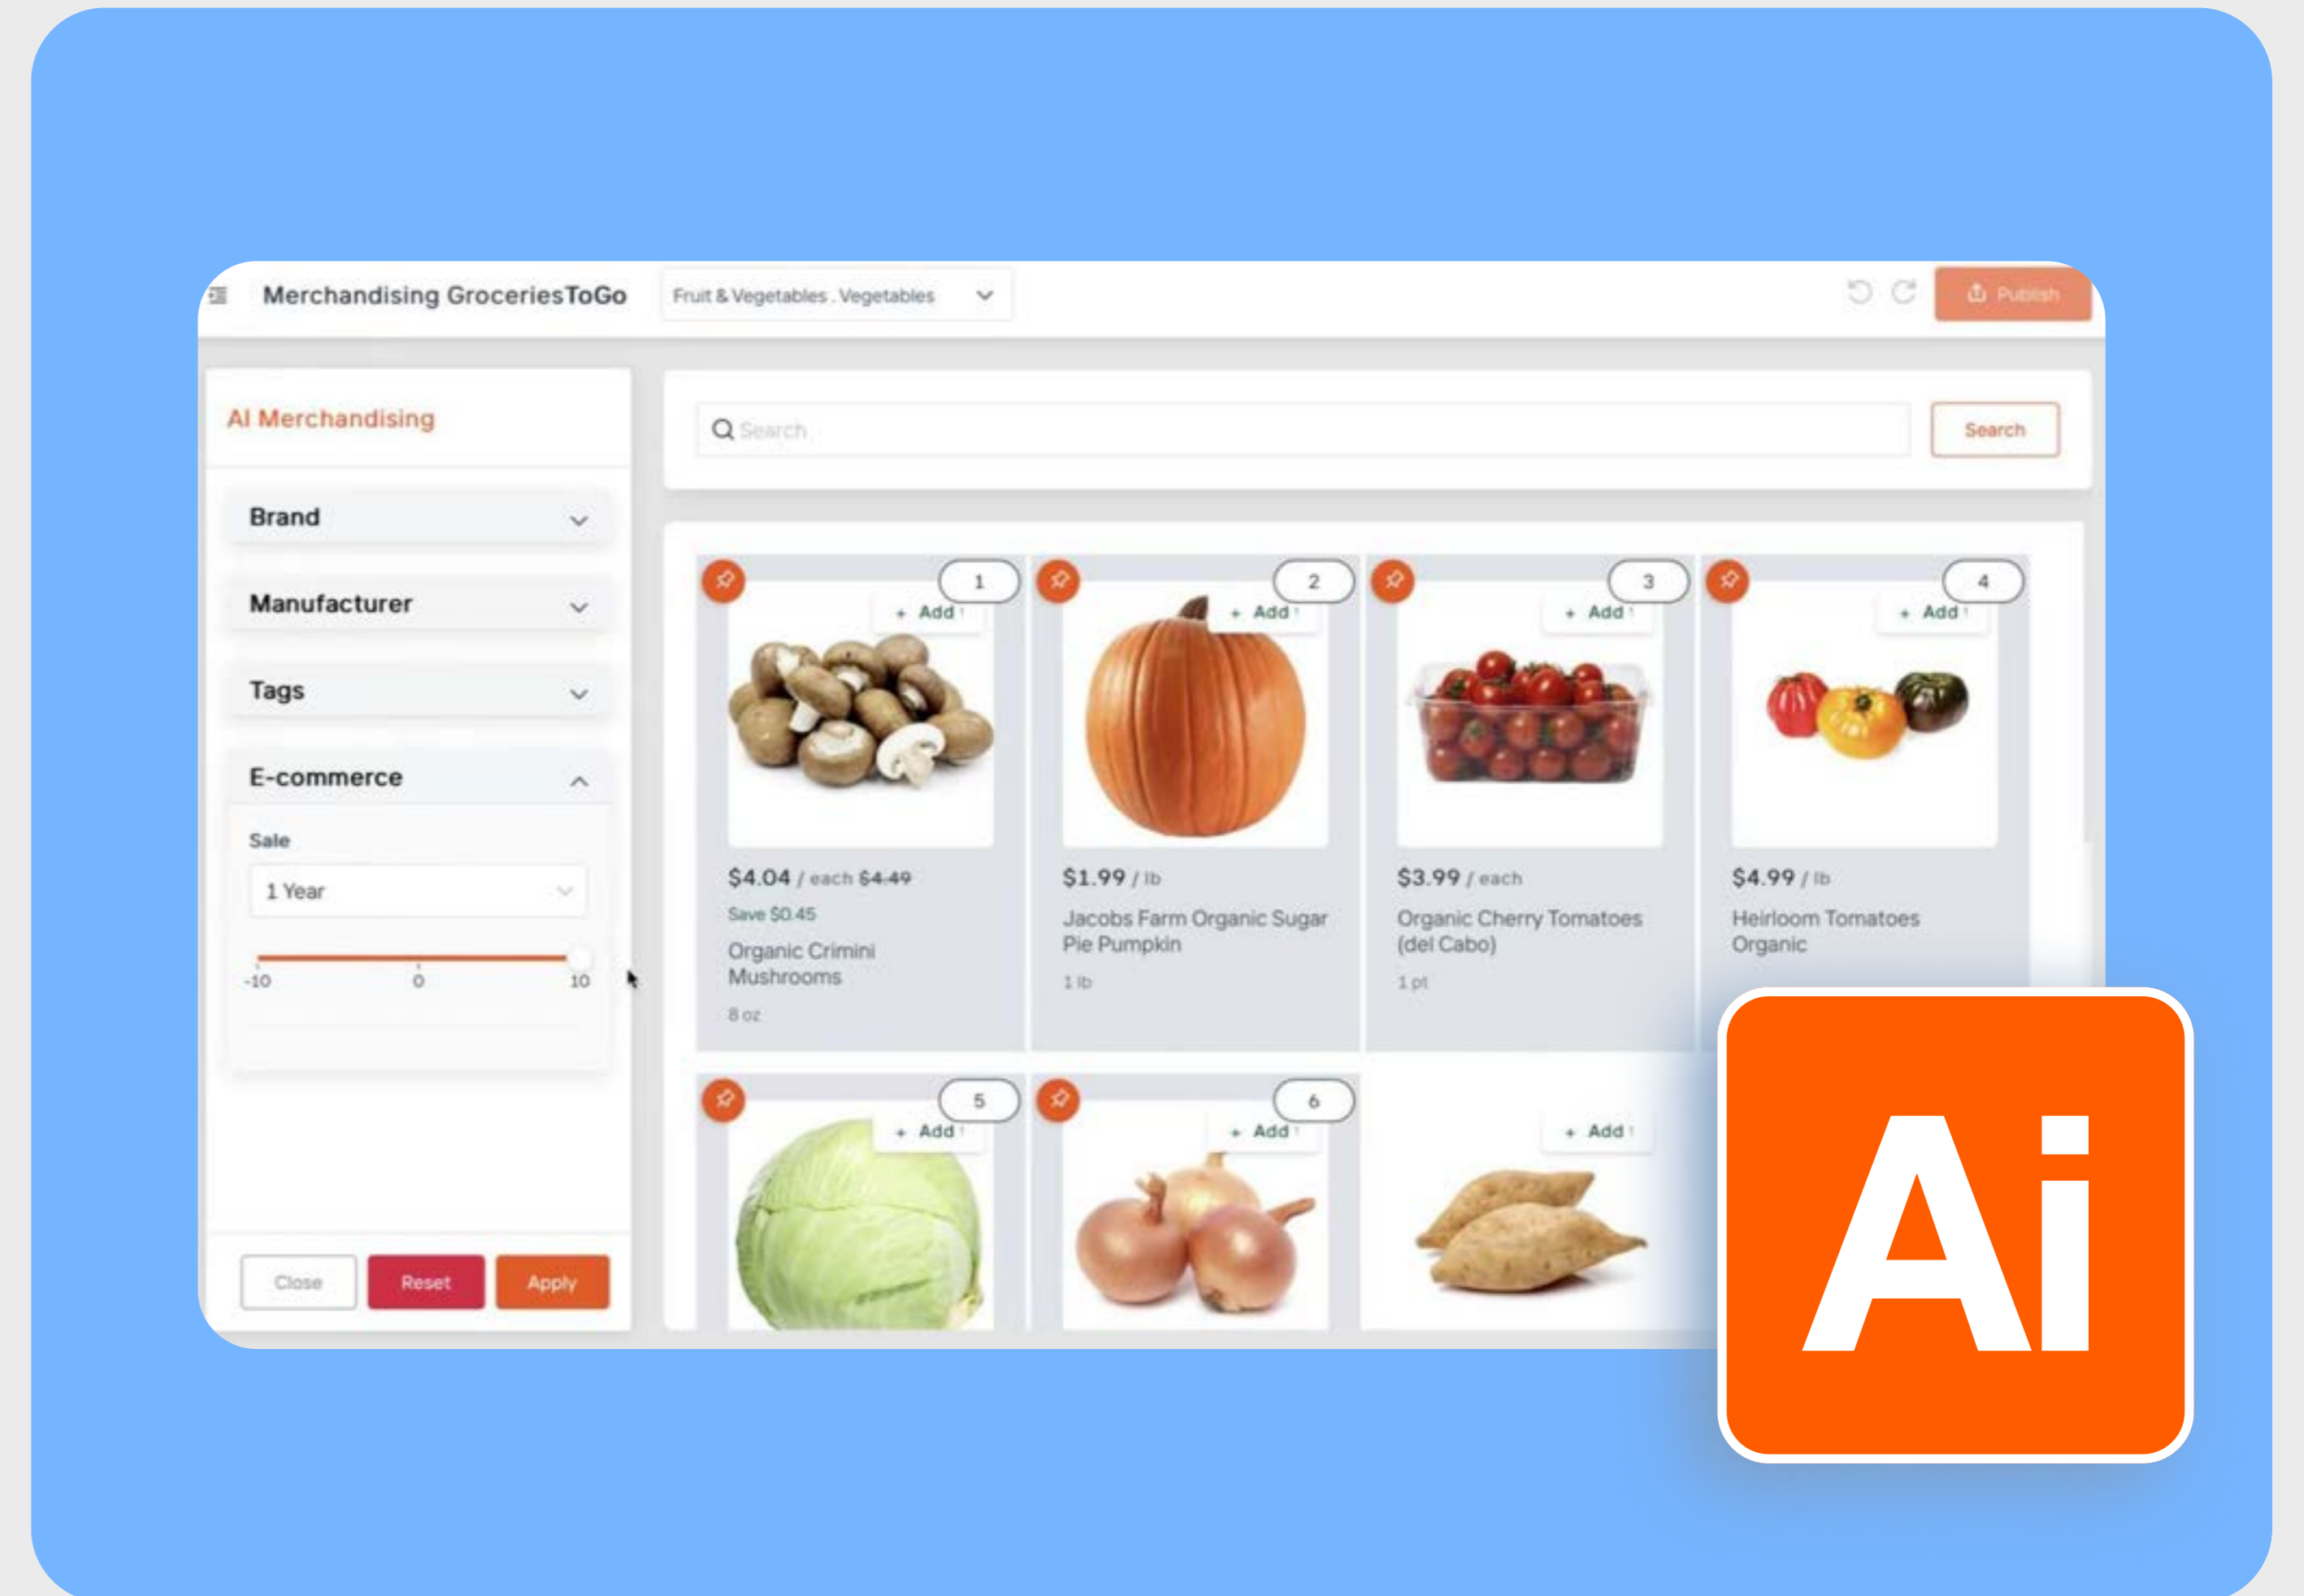 Merchandising GroceriesToGo
Fruit & Vegetables . Vegetables
Publish
AI Merchandising
Search
Search
Brand
Manufacturer
Tags
E-commerce
Sale
1 Year
-10 0 10
Close
Reset
Apply
1
+ Add
$4.04 / each $4.49
Save $0.45
Organic Crimini
Mushrooms
8 oz
2
+ Add
$1.99 / lb
Jacobs Farm Organic Sugar
Pie Pumpkin
1 lb
3
+ Add
$3.99 / each
Organic Cherry Tomatoes
(del Cabo)
1 pt
4
+ Add
$4.99 / lb
Heirloom Tomatoes
Organic
5
+ Add
6
+ Add
+ Add
Ai